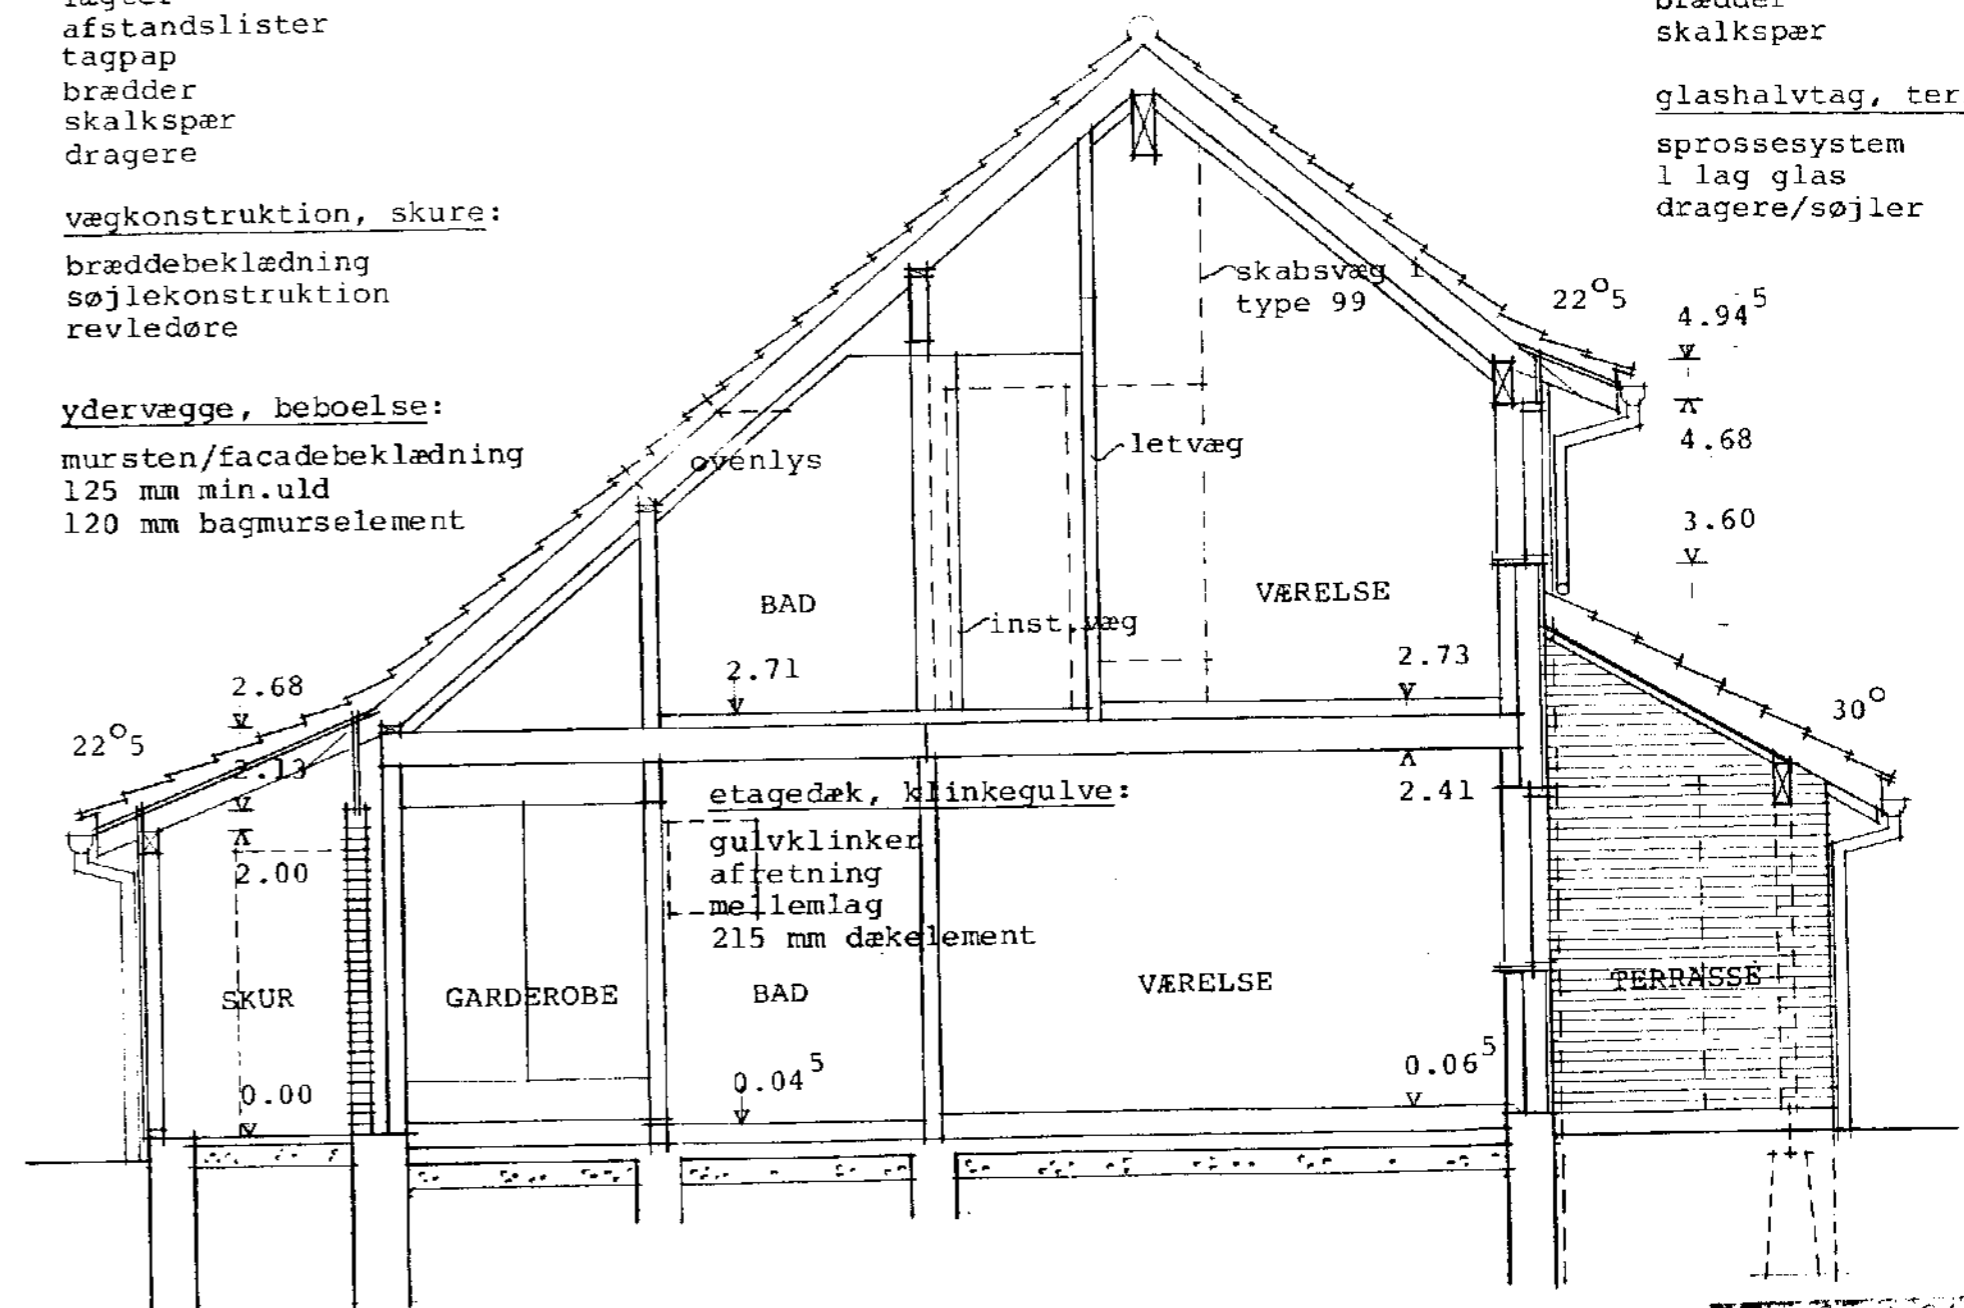 afstandslister
tagpap
brædder
skalkspær
dragere
vægkonstruktion, skure:
bræddebeklædning
søjlekonstruktion
revledøre
ydervægge, beboelse:
mursten/facadebeklædning
125 mm min.uld
120 mm bagmurselement
brædder
skalkspær
glashalvtag, ter
sprossesystem
1 lag glas
dragere/søjler
skabsvæg i
type 99
22°5
4.94⁵
4.68
3.60
letvæg
ovenlys
BAD
inst.væg
VÆRELSE
2.71
2.73
2.68
22°5
2.13
2.00
30°
2.41
etagedæk, klinkegulve:
gulvklinker
afretning
mellemlag
215 mm dækelement
SKUR
GARDEROBE
BAD
VÆRELSE
TERRASSE
0.00
0.04⁵
0.06⁵